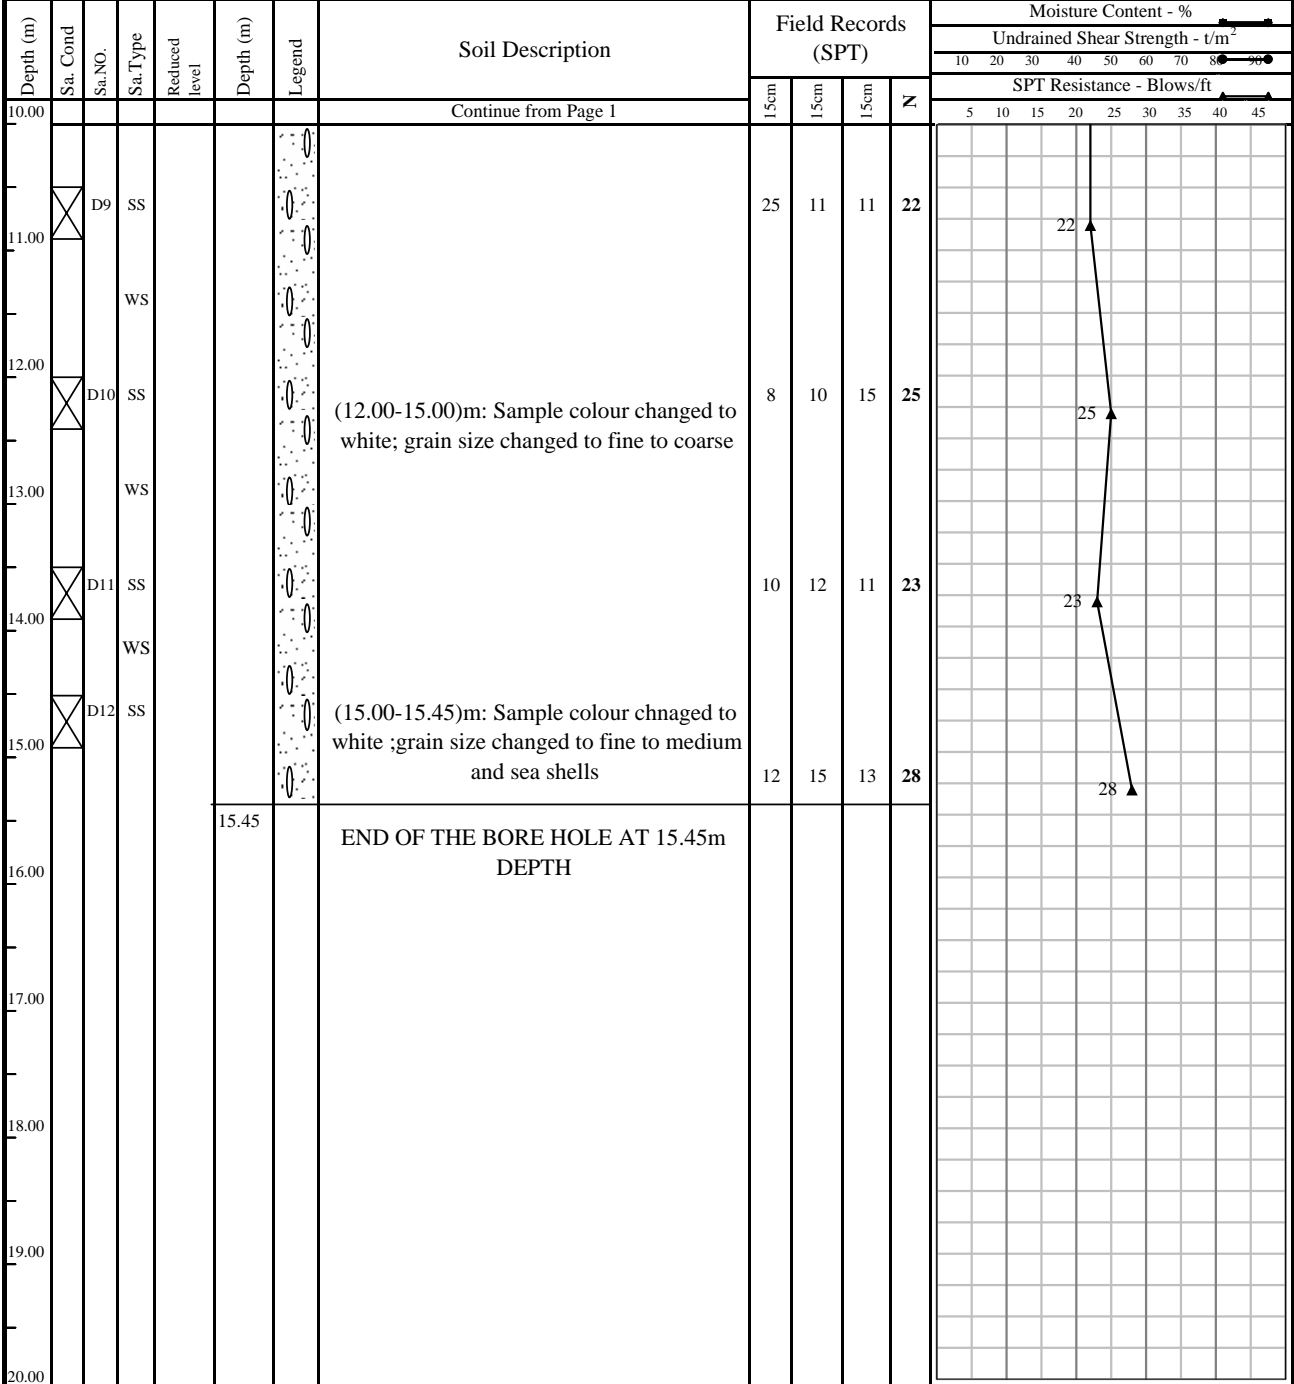 Depth (m) Sa. Cond Sa.NO. Sa.Type Reduced level Depth (m) Legend Soil Description Field Records (SPT)
Moisture Content - %
Undrained Shear Strength - t/m²
10 20 30 40 50 60 70 80 90
SPT Resistance - Blows/ft
15cm 15cm 15cm N
10.00 Continue from Page 1 5 10 15 20 25 30 35 40 45
D9 SS 25 11 11 22
22
11.00
WS
12.00
D10 SS 8 10 15 25
(12.00-15.00)m: Sample colour changed to
25
white; grain size changed to fine to coarse
13.00 WS
D11 SS 10 12 11 23
23
14.00
WS
D12 SS (15.00-15.45)m: Sample colour chnaged to
15.00 white ;grain size changed to fine to medium
and sea shells 12 15 13 28
28
15.45
END OF THE BORE HOLE AT 15.45m
DEPTH
16.00
17.00
18.00
19.00
20.00